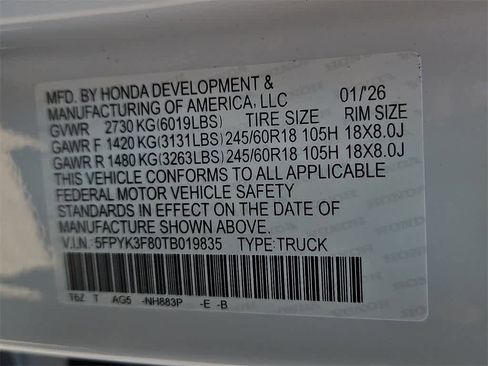 MFD. BY HONDA DEVELOPMENT &
MANUFACTURING OF AMERICA, LLC 01/'26
GVWR 2730 KG(6019LBS) TIRE SIZE RIM SIZE
GAWR F 1420 KG(3131LBS) 245/60R18 105H 18X8.0J
GAWR R 1480 KG(3263LBS) 245/60R18 105H 18X8.0J
THIS VEHICLE CONFORMS TO ALL APPLICABLE
FEDERAL MOTOR VEHICLE SAFETY
STANDARDS IN EFFECT ON THE DATE OF
MANUFACTURE SHOWN ABOVE.
V.I.N.: 5FPYK3F80TB019835 TYPE:TRUCK
T6Z T AG5 -NH883P -E -B